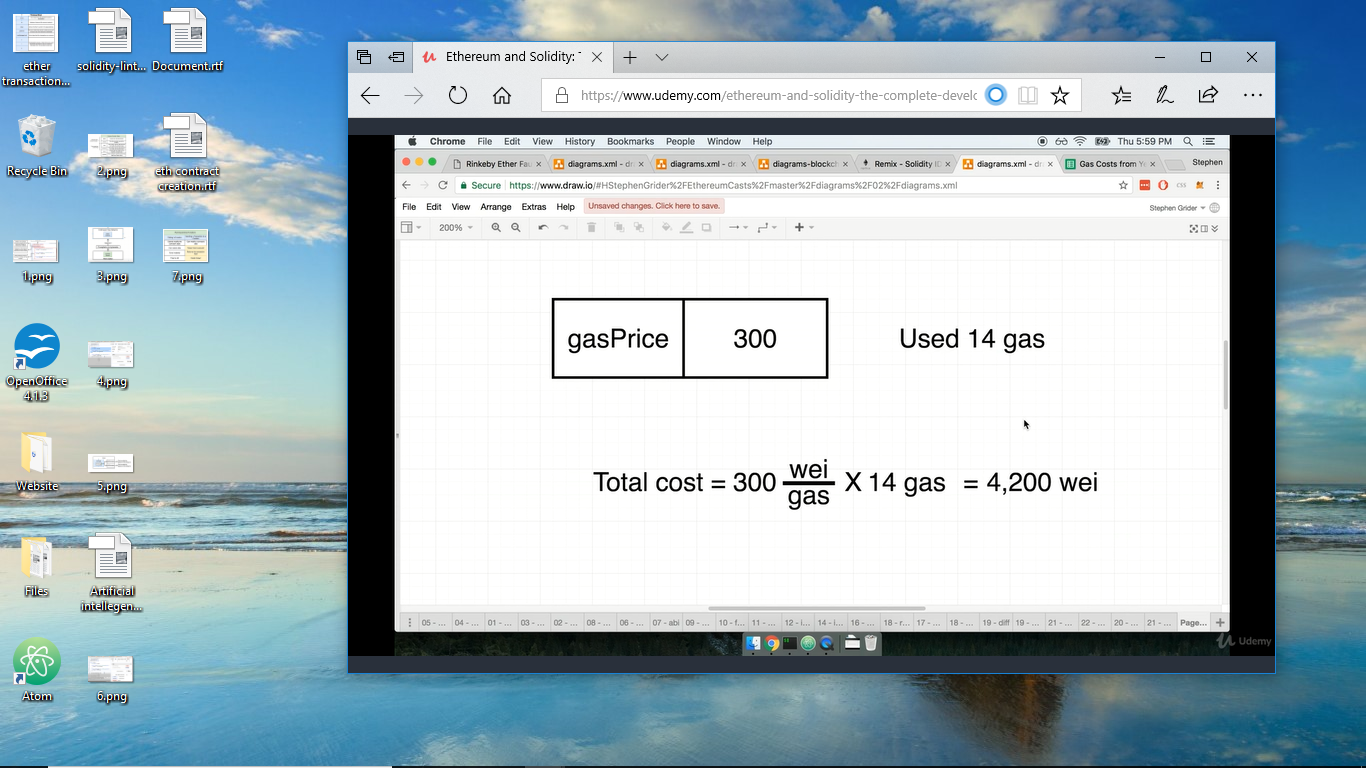 ether
transaction...
solidity-lint...
Document.rtf
Recycle Bin
2.png
eth contract
creation.rtf
1.png
3.png
7.png
OpenOffice
4.1.3
4.png
Website
5.png
Files
Artificial
intellegen...
Atom
6.png
Ethereum and Solidity: T
https://www.udemy.com/ethereum-and-solidity-the-complete-develo
Chrome File Edit View History Bookmarks People Window Help
Thu 5:59 PM
Rinkeby Ether Fau
diagrams.xml - dr
diagrams.xml - dr
diagrams-blockch
Remix - Solidity ID
diagrams.xml - dr
Gas Costs from Yo
Stephen
Secure https://www.draw.io/#HStephenGrider%2FEthereumCasts%2Fmaster%2Fdiagrams%2F02%2Fdiagrams.xml
File Edit View Arrange Extras Help Unsaved changes. Click here to save.
Stephen Grider
200%
gasPrice 300 Used 14 gas
Total cost = 300 wei/gas X 14 gas = 4,200 wei
05 - ... 04 - ... 01 - ... 03 - ... 02 - ... 08 - ... 06 - ... 07 - abi 09 - ... 10 - f... 11 - ... 12 - i... 14 - i... 16 - ... 18 - r... 17 - ... 18 - ... 19 - diff 19 - ... 21 - ... 22 - ... 20 - ... 21 - ... Page...
Udemy